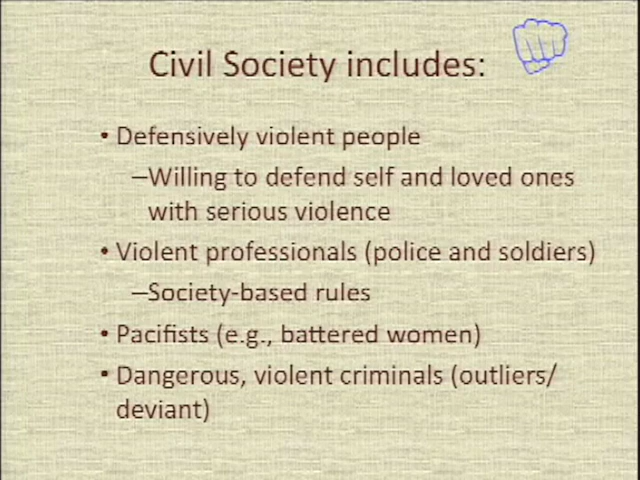 Civil Society includes:
• Defensively violent people
–Willing to defend self and loved ones
with serious violence
• Violent professionals (police and soldiers)
–Society-based rules
• Pacifists (e.g., battered women)
• Dangerous, violent criminals (outliers/
deviant)